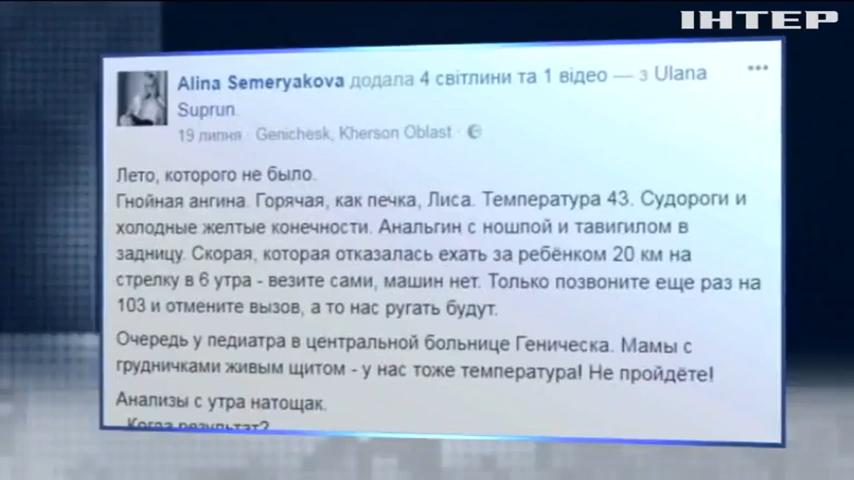 ІНТЕР
Alina Semeryakova додала 4 світлини та 1 відео — з Ulana
Suprun.
19 липня · Genichesk, Kherson Oblast ·
Лето, которого не было.
Гнойная ангина. Горячая, как печка, Лиса. Температура 43. Судороги и
холодные желтые конечности. Анальгин с ношпой и тавигилом в
задницу. Скорая, которая отказалась ехать за ребёнком 20 км на
стрелку в 6 утра - везите сами, машин нет. Только позвоните еще раз на
103 и отмените вызов, а то нас ругать будут.
Очередь у педиатра в центральной больнице Геническа. Мамы с
грудничками живым щитом - у нас тоже температура! Не пройдёте!
Анализы с утра натощак.
Когда результат?